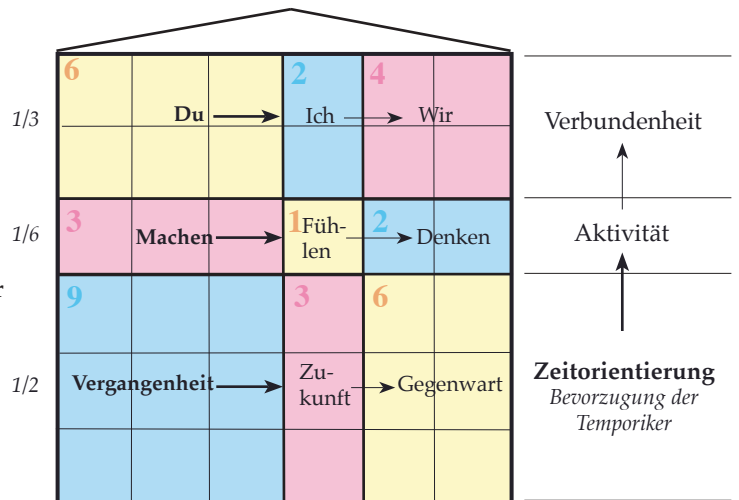 6 2 4
1/3 Du Ich Wir Verbundenheit
3 1 2
1/6 Machen Füh-
len Denken Aktivität
r
9 3 6
1/2 Vergangenheit Zu-
kunft Gegenwart Zeitorientierung
Bevorzugung der
Temporiker